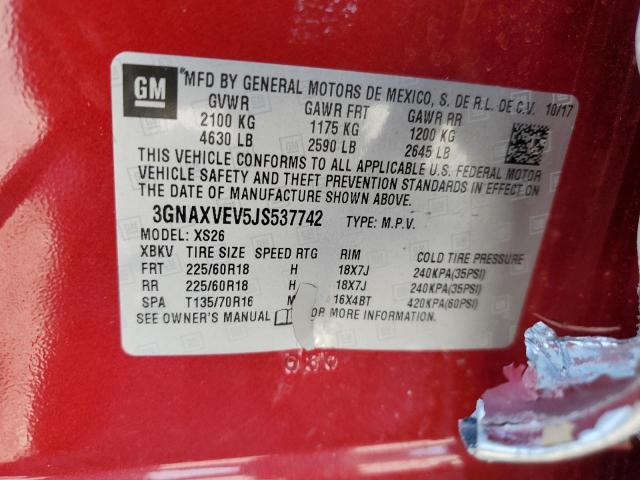 GM
*MFD BY GENERAL MOTORS DE MEXICO, S. DE R.L. DE C.V. 10/17
GVWR GAWR FRT GAWR RR
2100 KG 1175 KG 1200 KG
4630 LB 2590 LB 2645 LB
THIS VEHICLE CONFORMS TO ALL APPLICABLE U.S. FEDERAL MOTOR
VEHICLE SAFETY AND THEFT PREVENTION STANDARDS IN EFFECT ON
THE DATE OF MANUFACTURE SHOWN ABOVE.
3GNAXVEV5JS537742 TYPE: M.P.V.
MODEL: XS26
XBKV TIRE SIZE SPEED RTG RIM COLD TIRE PRESSURE
FRT 225/60R18 H 18X7J 240KPA(35PSI)
RR 225/60R18 H 18X7J 240KPA(35PSI)
SPA T135/70R16 M 16X4BT 420KPA(60PSI)
SEE OWNER'S MANUAL FOR MORE INFORMATION.